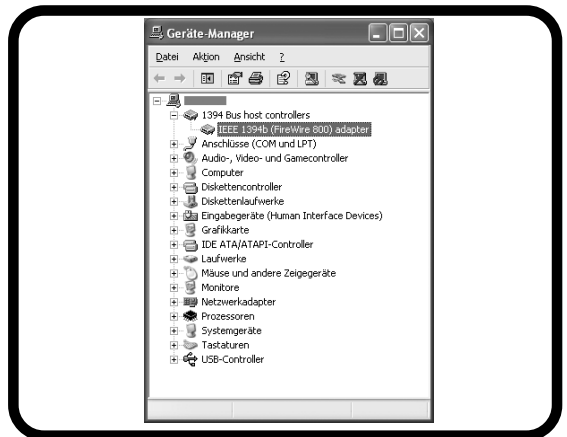 Geräte-Manager
Datei Aktion Ansicht ?
1394 Bus host controllers
IEEE 1394b (FireWire 800) adapter
Anschlüsse (COM und LPT)
Audio-, Video- und Gamecontroller
Computer
Diskettencontroller
Diskettenlaufwerke
Eingabegeräte (Human Interface Devices)
Grafikkarte
IDE ATA/ATAPI-Controller
Laufwerke
Mäuse und andere Zeigegeräte
Monitore
Netzwerkadapter
Prozessoren
Systemgeräte
Tastaturen
USB-Controller